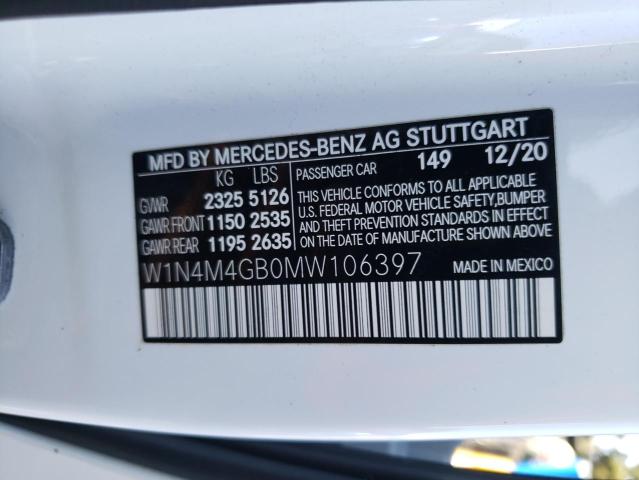 MFD BY MERCEDES-BENZ AG STUTTGART
KG LBS PASSENGER CAR 149 12/20
GVWR 2325 5126
GAWR FRONT 1150 2535
GAWR REAR 1195 2635
THIS VEHICLE CONFORMS TO ALL APPLICABLE
U.S. FEDERAL MOTOR VEHICLE SAFETY,BUMPER
AND THEFT PREVENTION STANDARDS IN EFFECT
ON THE DATE OF MANUFACTURE SHOWN ABOVE
W1N4M4GB0MW106397 MADE IN MEXICO